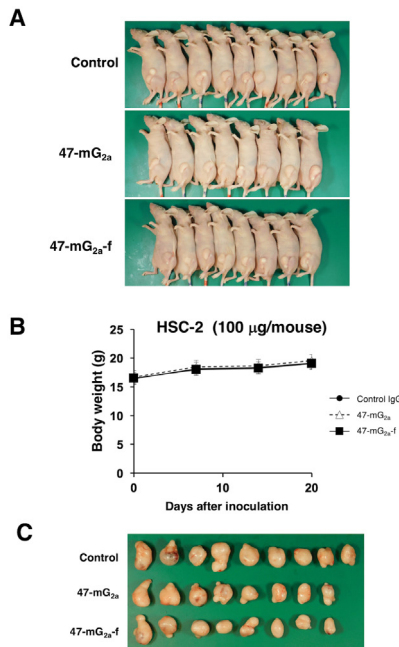 A
Control
47-mG2a
47-mG2a-f
B
HSC-2 (100 μg/mouse)
Body weight (g)
25
20
15
10
5
0
0
10
20
Days after inoculation
Control IgG
47-mG2a
47-mG2a-f
C
Control
47-mG2a
47-mG2a-f